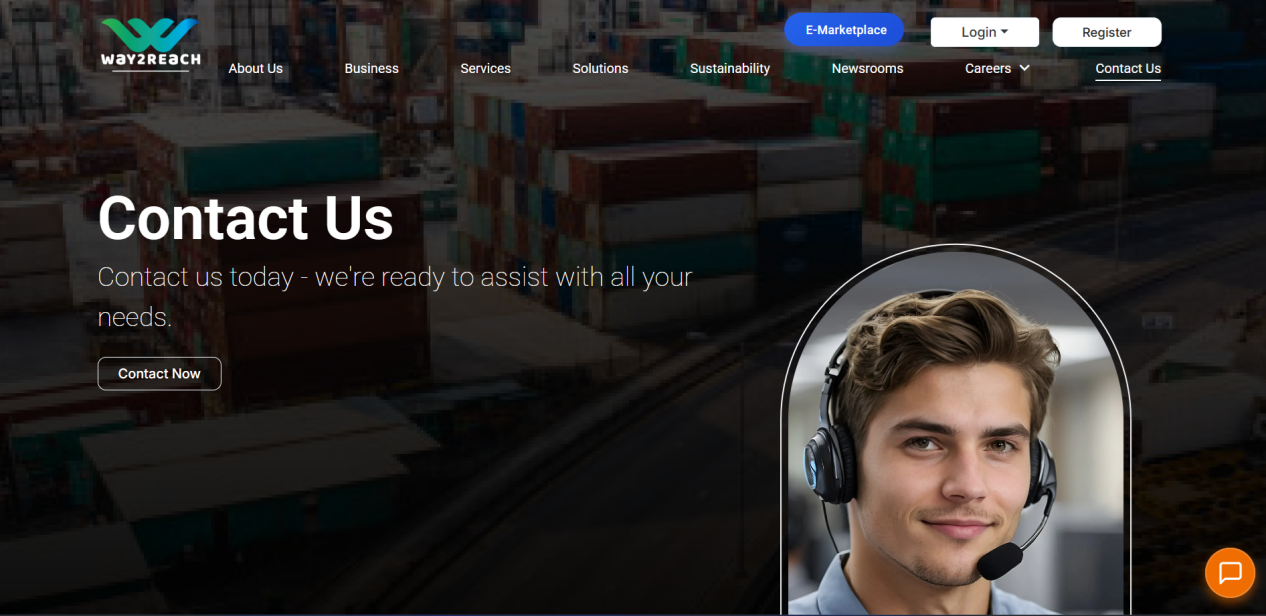 WAY2REACH
E-Marketplace
Login
Register
About Us
Business
Services
Solutions
Sustainability
Newsrooms
Careers
Contact Us
Contact Us
Contact us today - we're ready to assist with all your
needs.
Contact Now